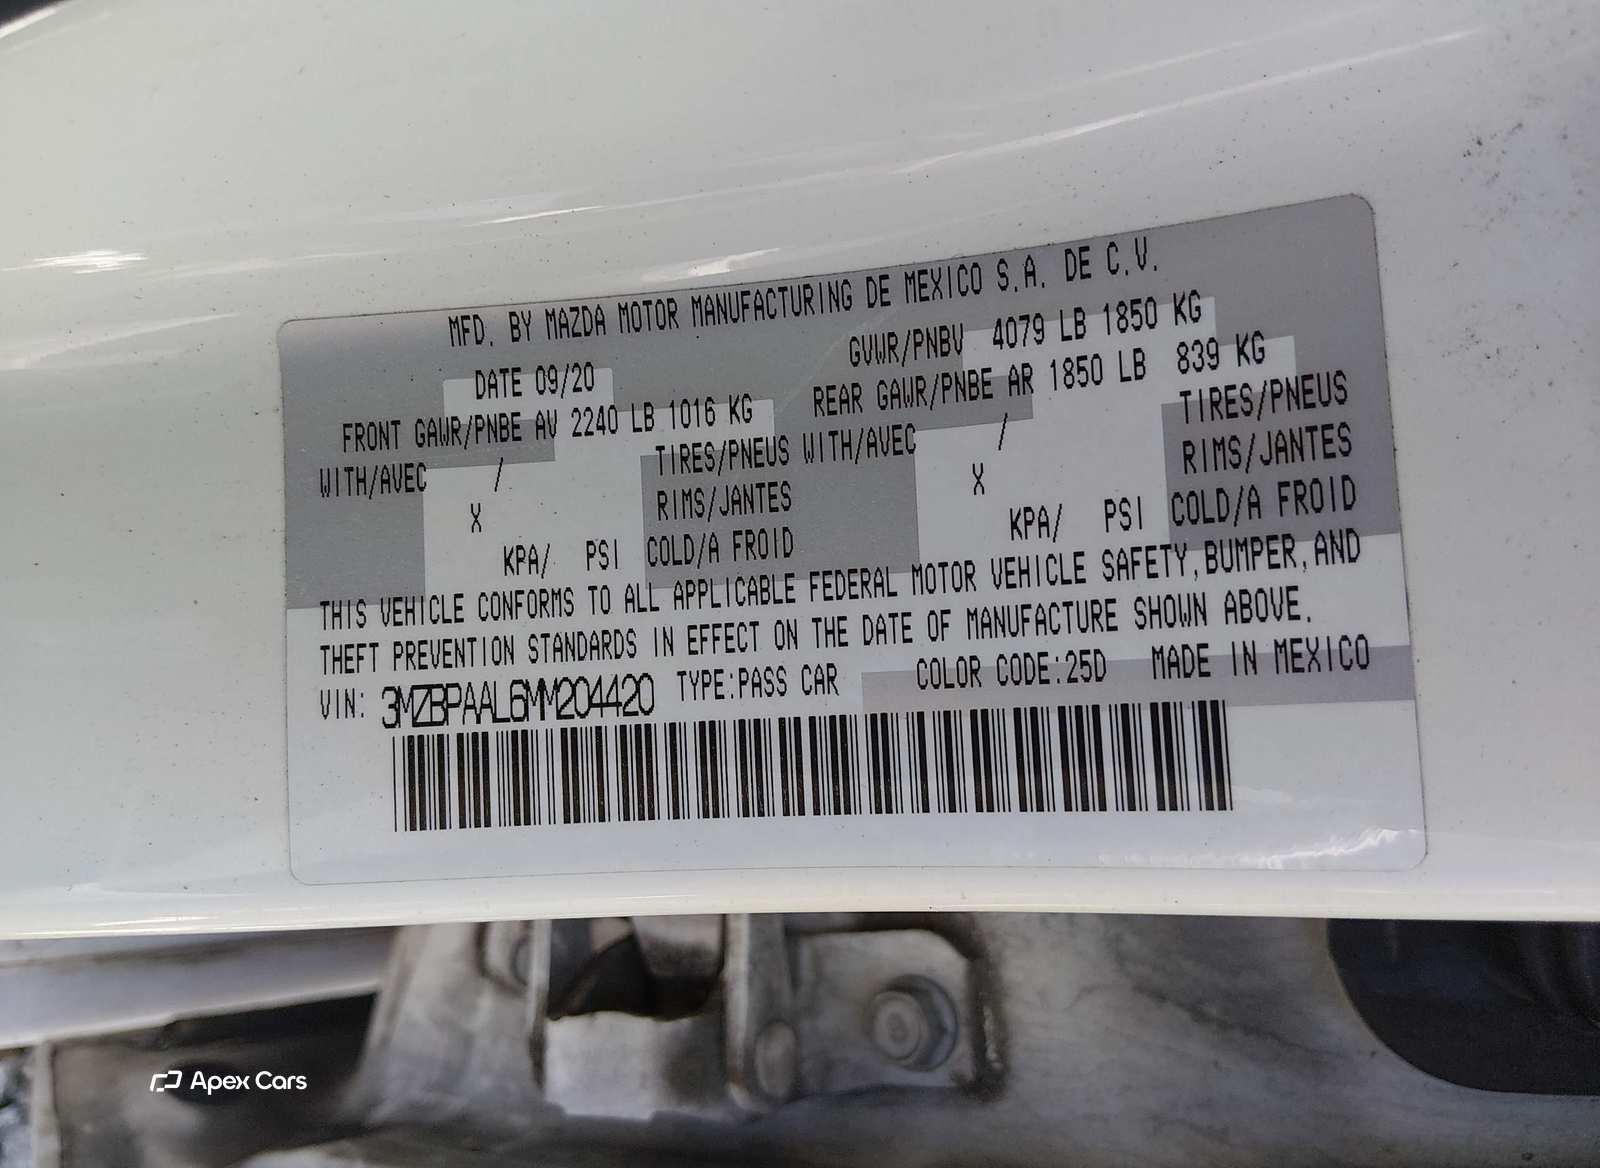 MFD. BY MAZDA MOTOR MANUFACTURING DE MEXICO S.A. DE C.V.
DATE 09/20 GVWR/PNBV 4079 LB 1850 KG
FRONT GAWR/PNBE AV 2240 LB 1016 KG REAR GAWR/PNBE AR 1850 LB 839 KG
WITH/AVEC / TIRES/PNEUS WITH/AVEC / TIRES/PNEUS
X RIMS/JANTES X RIMS/JANTES
KPA/ PSI COLD/A FROID KPA/ PSI COLD/A FROID
THIS VEHICLE CONFORMS TO ALL APPLICABLE FEDERAL MOTOR VEHICLE SAFETY, BUMPER, AND
THEFT PREVENTION STANDARDS IN EFFECT ON THE DATE OF MANUFACTURE SHOWN ABOVE.
VIN: 3MZBPAAL6MM204420 TYPE:PASS CAR COLOR CODE:25D MADE IN MEXICO
Apex Cars